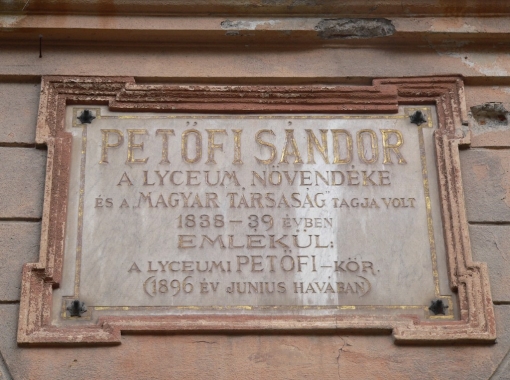 PETŐFI SÁNDOR
A LYCEUM NÖVENDÉKE
ÉS A „MAGYAR TÁRSASÁG” TAGJA VOLT
1838-39 ÉVBEN
EMLÉKÜL:
A LYCEUMI PETŐFI-KÖR.
(1896 ÉV JUNIUS HAVÁBAN)